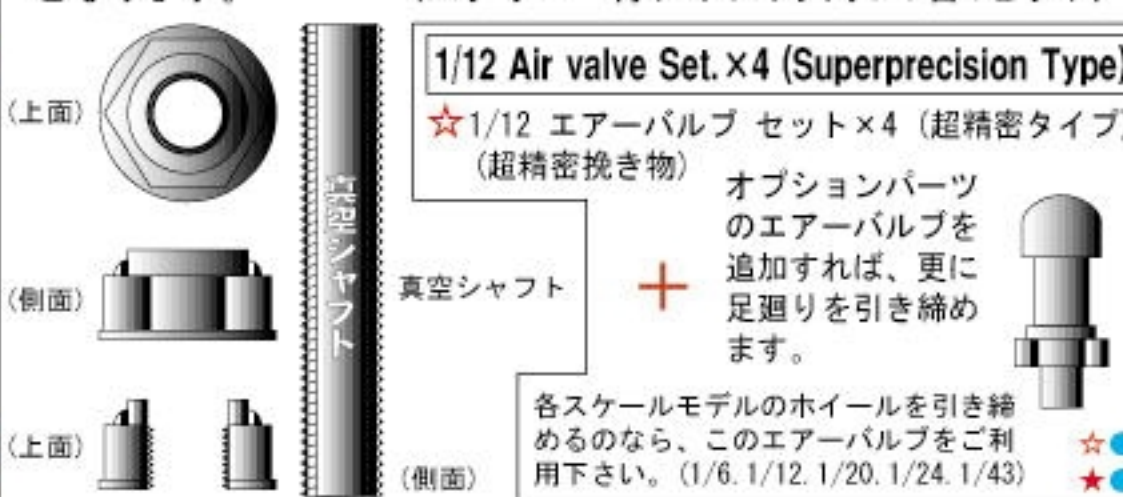 1/12 Air valve Set.×4 (Superprecision Type)
☆1/12 エアーバルブ セット×4 (超精密タイプ)
(超精密挽き物)
(上面)
(側面)
(上面)
真空シャフト
真空シャフト
(側面)
+
オプションパーツ
のエアーバルブを
追加すれば、更に
足廻りを引き締め
ます。
各スケールモデルのホイールを引き締
めるのなら、このエアーバルブをご利
用下さい。(1/6.1/12.1/20.1/24.1/43)
☆
★